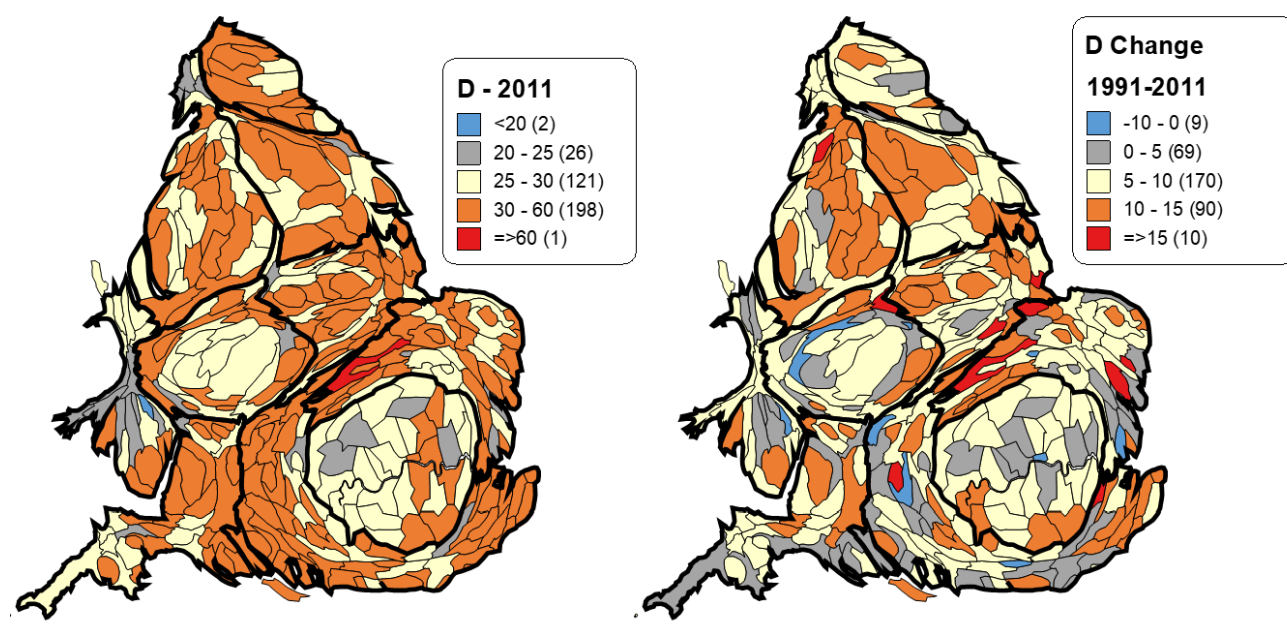 D - 2011
<20 (2)
20 - 25 (26)
25 - 30 (121)
30 - 60 (198)
=>60 (1)
D Change
1991-2011
-10 - 0 (9)
0 - 5 (69)
5 - 10 (170)
10 - 15 (90)
=>15 (10)